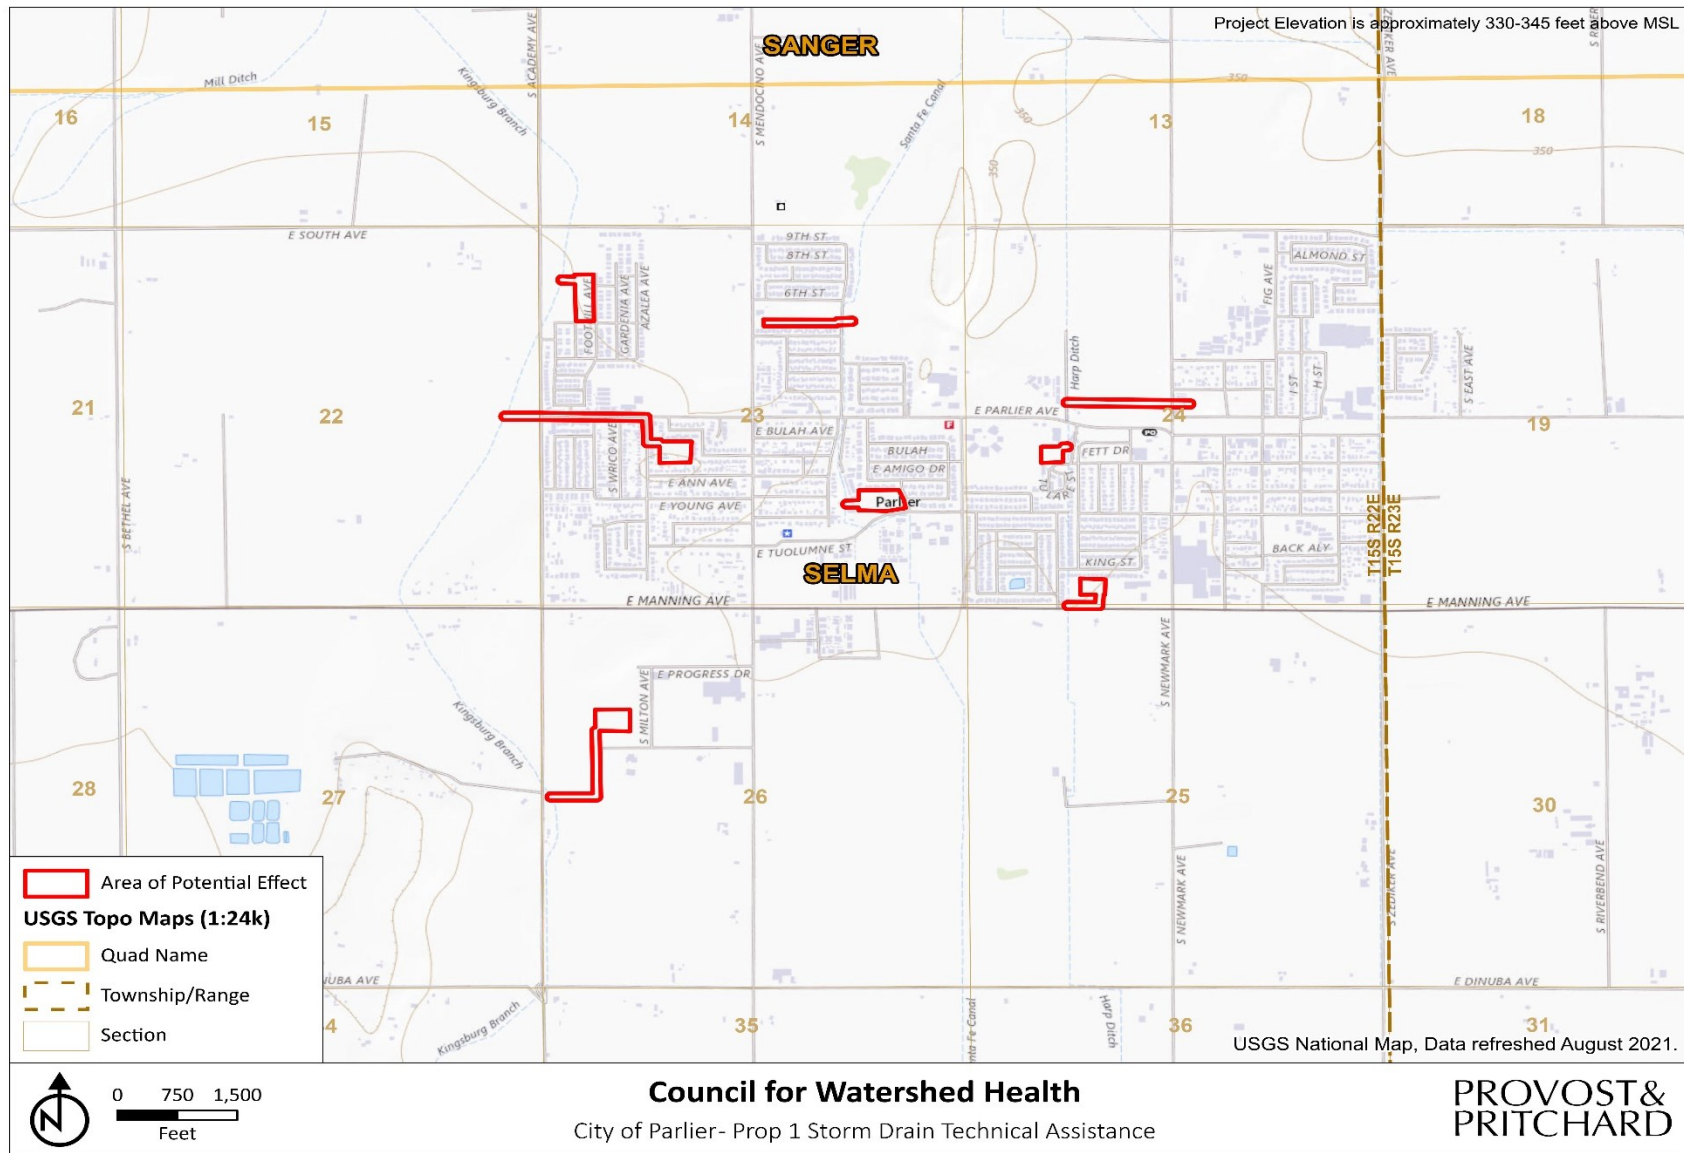 Project Elevation is approximately 330-345 feet above MSL
SANGER
S ACADEMY AVE
S MENDOCINO AVE
Mill Ditch
Kingsburg Branch
Santa Fe Canal
350
16
15
14
13
18
350
350
350
E SOUTH AVE
9TH ST
8TH ST
6TH ST
ALMOND ST
FIG AVE
GARDENIA AVE
AZALEA AVE
Harp Ditch
I ST
H ST
S EAST AVE
21
22
23
E PARLIER AVE
24
19
E BULAH AVE
BULAH
E AMIGO DR
FETT DR
PO
F
S WRICO AVE
E ANN AVE
E YOUNG AVE
Parlier
S BETHEL AVE
E TUOLUMNE ST
BACK ALY
KING ST
T15S R22E
T15S R23E
SELMA
E MANNING AVE
E MANNING AVE
S NEWMARK AVE
E PROGRESS DR
S MILTON AVE
Kingsburg Branch
28
27
26
25
30
S NEWMARK AVE
S ZEDIKER AVE
S RIVERBEND AVE
E DINUBA AVE
Kingsburg Branch
Harp Ditch
35
36
31
Area of Potential Effect
USGS Topo Maps (1:24k)
Quad Name
Township/Range
Section
USGS National Map, Data refreshed August 2021.
N
0 750 1,500
Feet
Council for Watershed Health
City of Parlier- Prop 1 Storm Drain Technical Assistance
PROVOST&
PRITCHARD